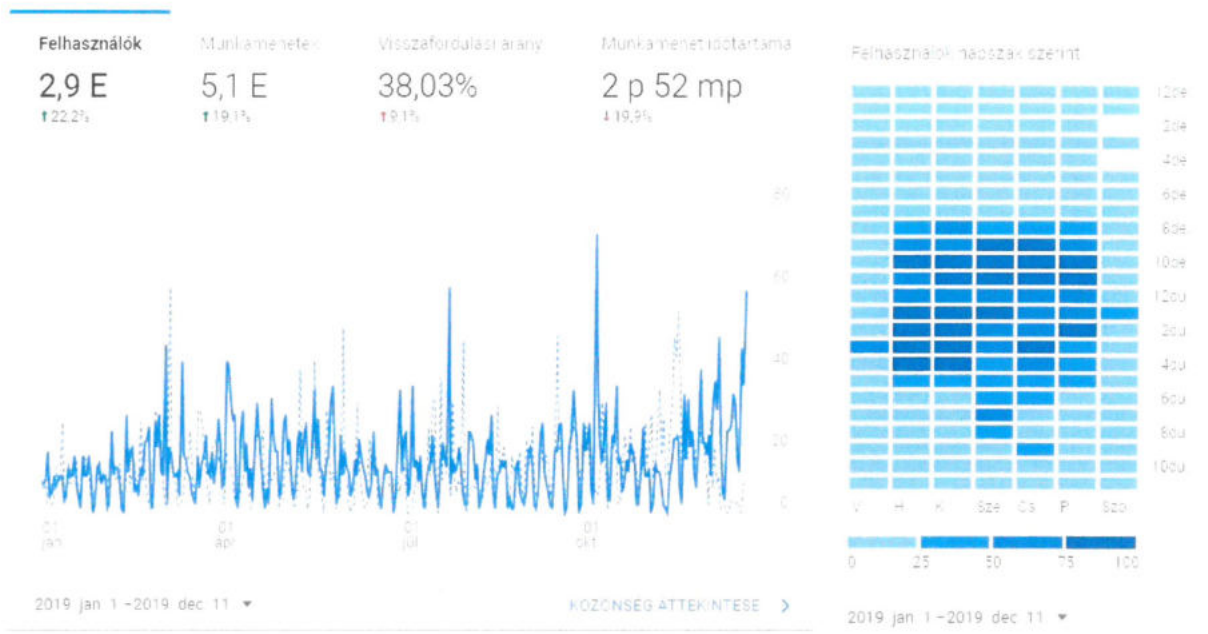 Felhasználók
2,9 E
↑22,2%
Munkamenetek
5,1 E
↑19,1%
Visszafordulási arány
38,03%
↑9,1%
Munkamenet időtartama
2 p 52 mp
↓19,9%
80
60
40
20
0
01
jan
01
ápr
01
júl
01
okt
2019 jan 1 –2019 dec 11
KÖZÖNSÉG ÁTTEKINTÉSE
Felhasználók napszak szerint
12de
2de
4de
6de
8de
10de
12du
2du
4du
6du
8du
10du
V H K Sze Cs P Szo
0 25 50 75 100
2019 jan 1 –2019 dec 11